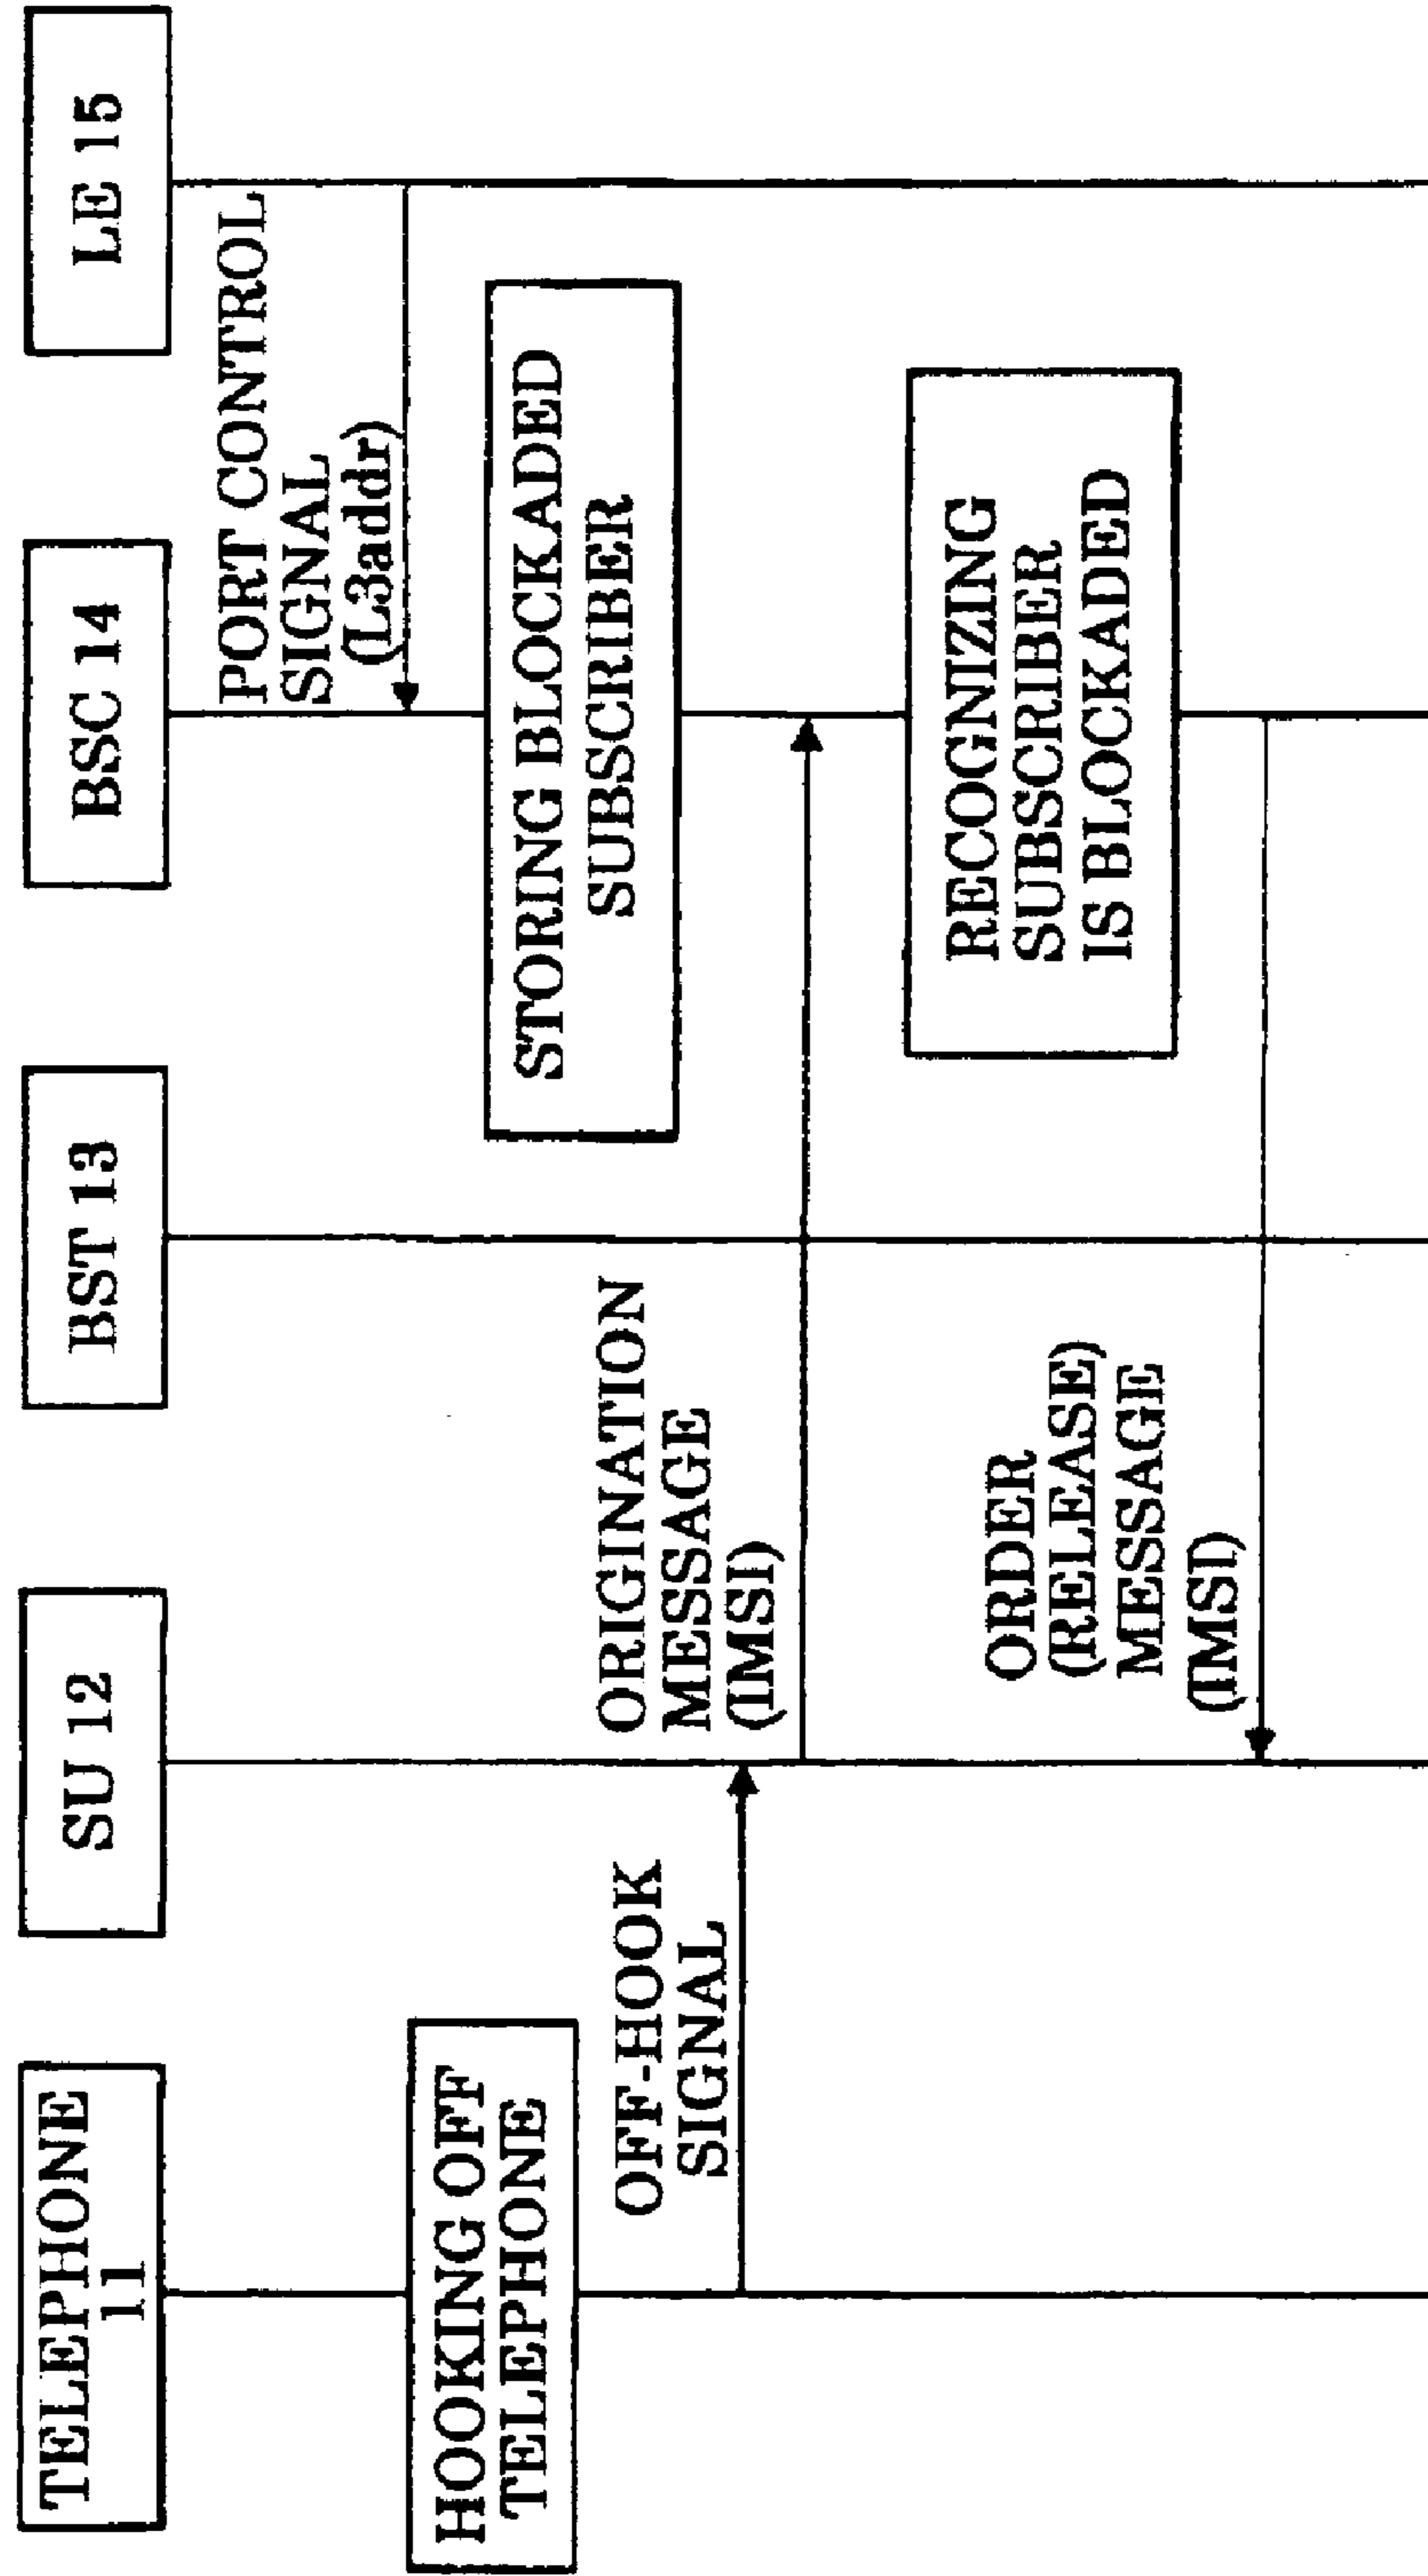 TELEPHONE
11
SU 12
BST 13
BSC 14
LE 15
PORT CONTROL
SIGNAL
(L3addr)
HOOKING OFF
TELEPHONE
STORING BLOCKADED
SUBSCRIBER
OFF-HOOK
SIGNAL
ORIGINATION
MESSAGE
(IMSI)
RECOGNIZING
SUBSCRIBER
IS BLOCKADED
ORDER
(RELEASE)
MESSAGE
(IMSI)